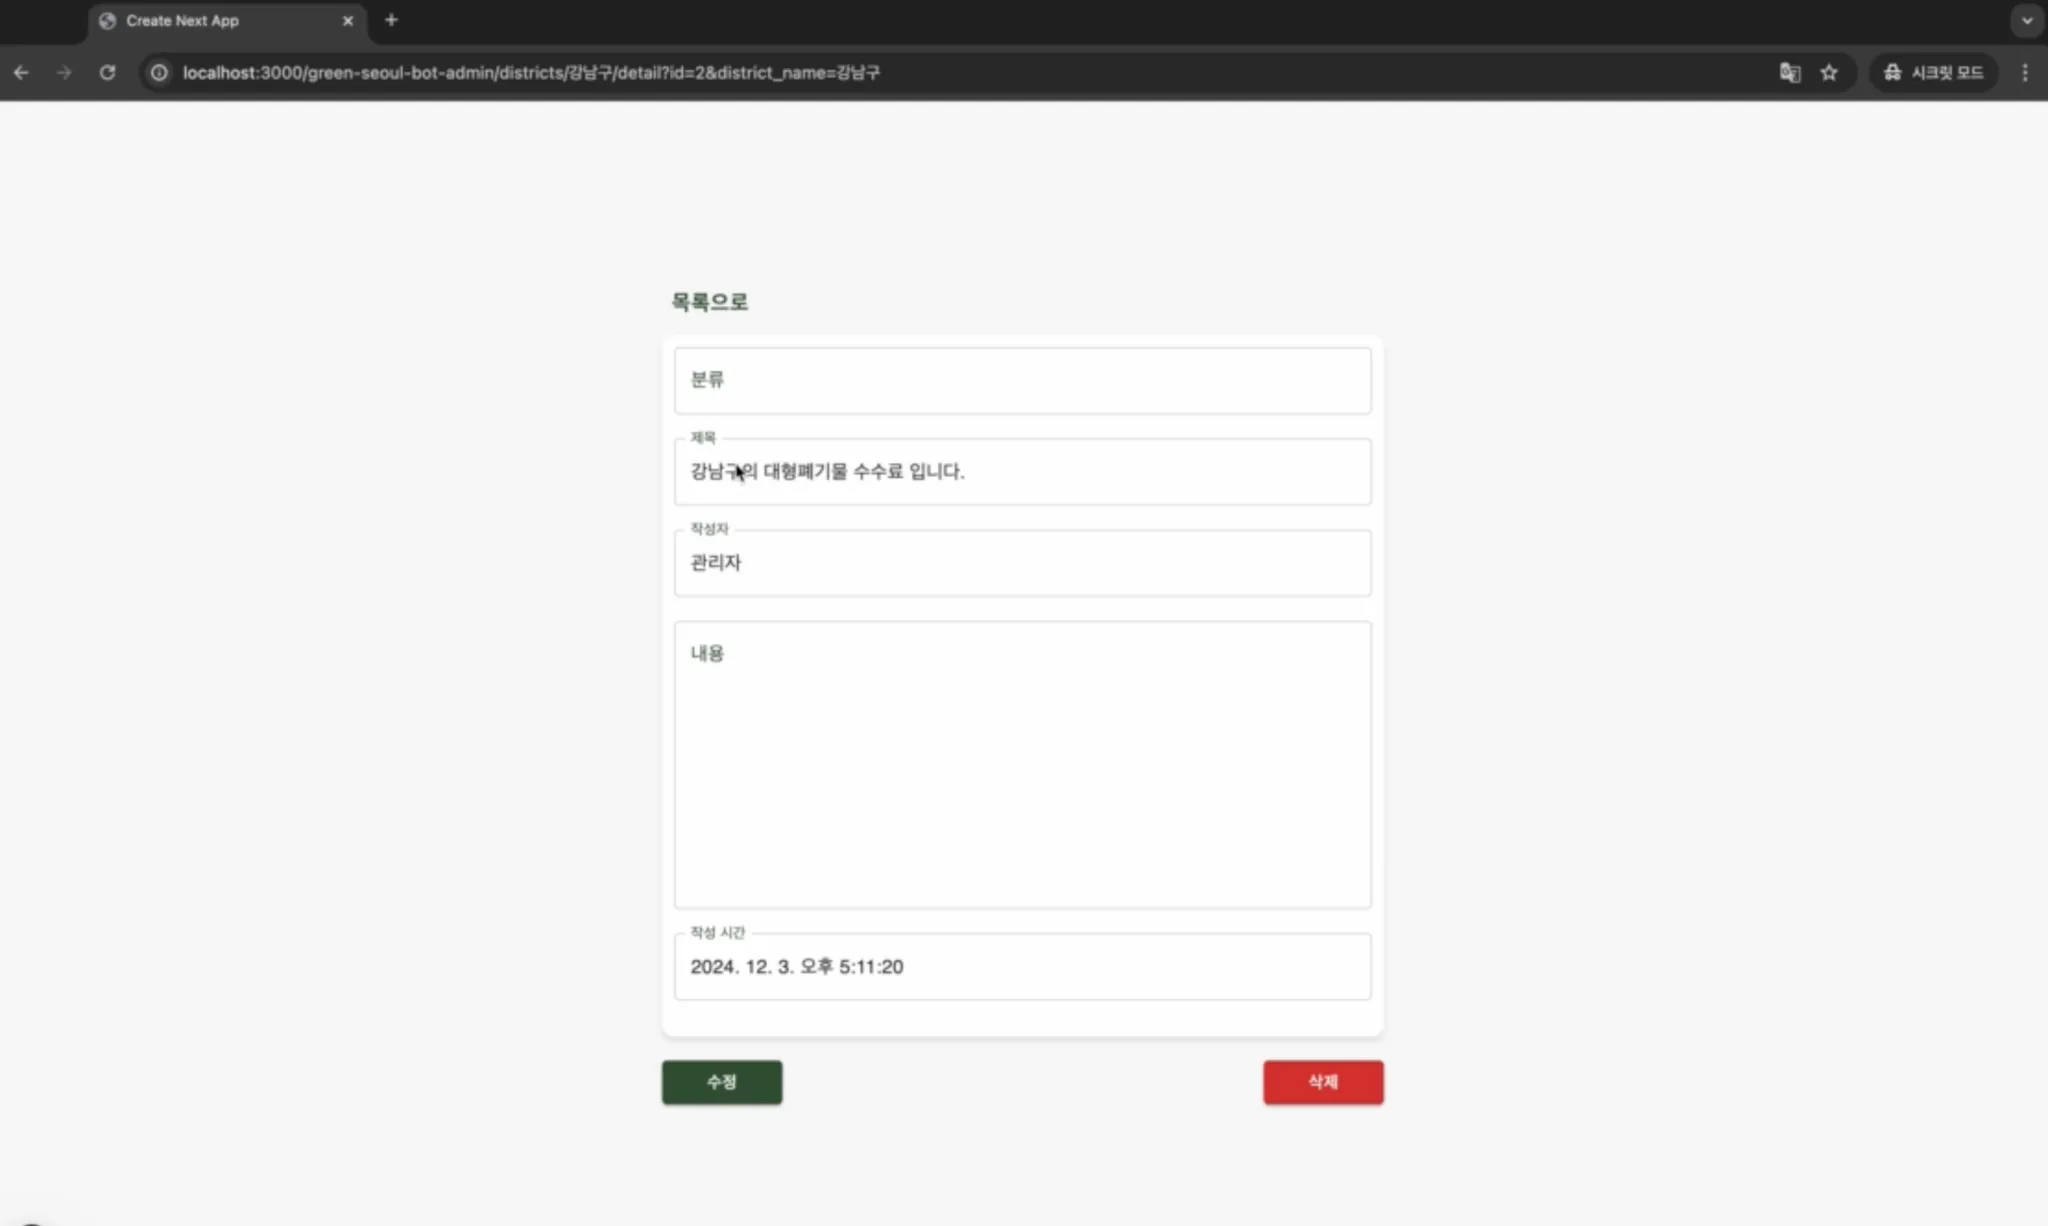 Create Next App
localhost:3000/green-seoul-bot-admin/districts/강남구/detail?id=2&district_name=강남구
시크릿 모드
목록으로
분류
제목
강남구의 대형폐기물 수수료 입니다.
작성자
관리자
내용
작성 시간
2024. 12. 3. 오후 5:11:20
수정
삭제